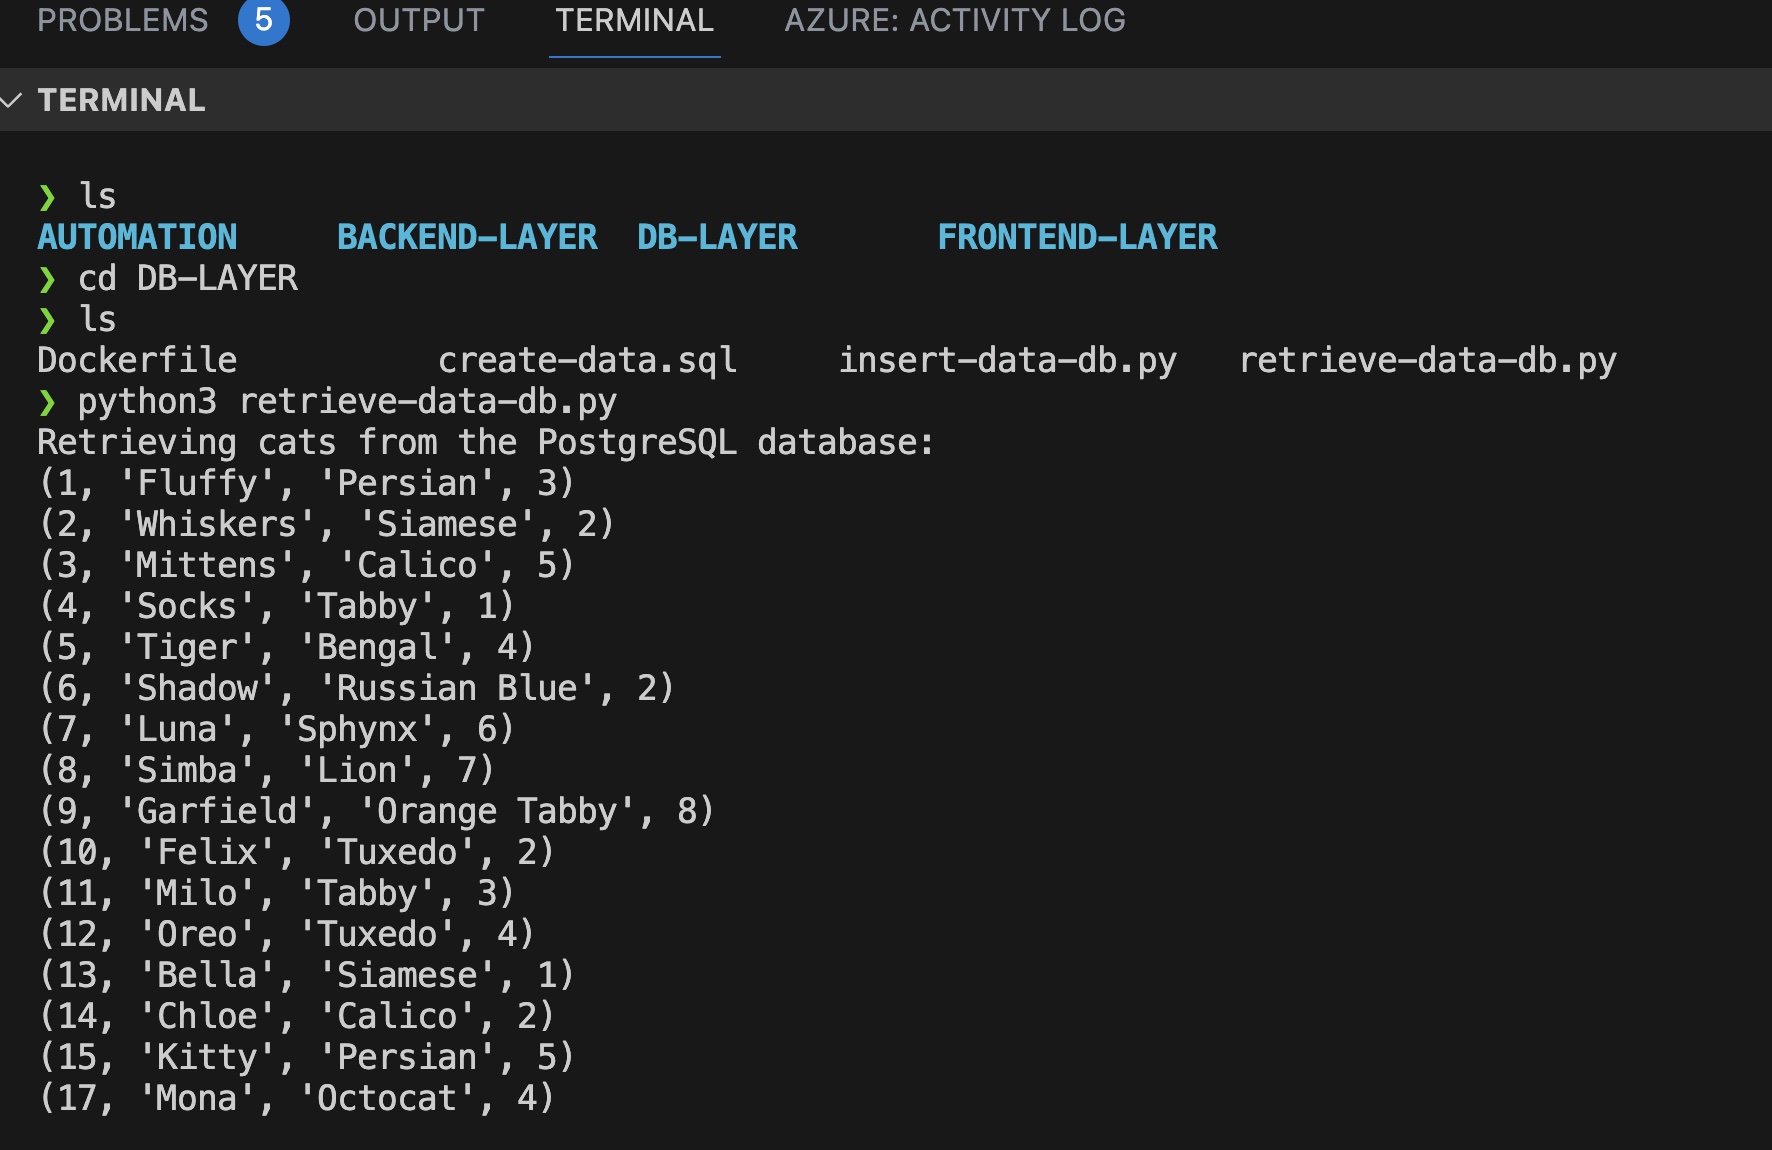 PROBLEMS 5 OUTPUT TERMINAL AZURE: ACTIVITY LOG
TERMINAL
❯ ls
AUTOMATION BACKEND-LAYER DB-LAYER FRONTEND-LAYER
❯ cd DB-LAYER
❯ ls
Dockerfile create-data.sql insert-data-db.py retrieve-data-db.py
❯ python3 retrieve-data-db.py
Retrieving cats from the PostgreSQL database:
(1, 'Fluffy', 'Persian', 3)
(2, 'Whiskers', 'Siamese', 2)
(3, 'Mittens', 'Calico', 5)
(4, 'Socks', 'Tabby', 1)
(5, 'Tiger', 'Bengal', 4)
(6, 'Shadow', 'Russian Blue', 2)
(7, 'Luna', 'Sphynx', 6)
(8, 'Simba', 'Lion', 7)
(9, 'Garfield', 'Orange Tabby', 8)
(10, 'Felix', 'Tuxedo', 2)
(11, 'Milo', 'Tabby', 3)
(12, 'Oreo', 'Tuxedo', 4)
(13, 'Bella', 'Siamese', 1)
(14, 'Chloe', 'Calico', 2)
(15, 'Kitty', 'Persian', 5)
(17, 'Mona', 'Octocat', 4)